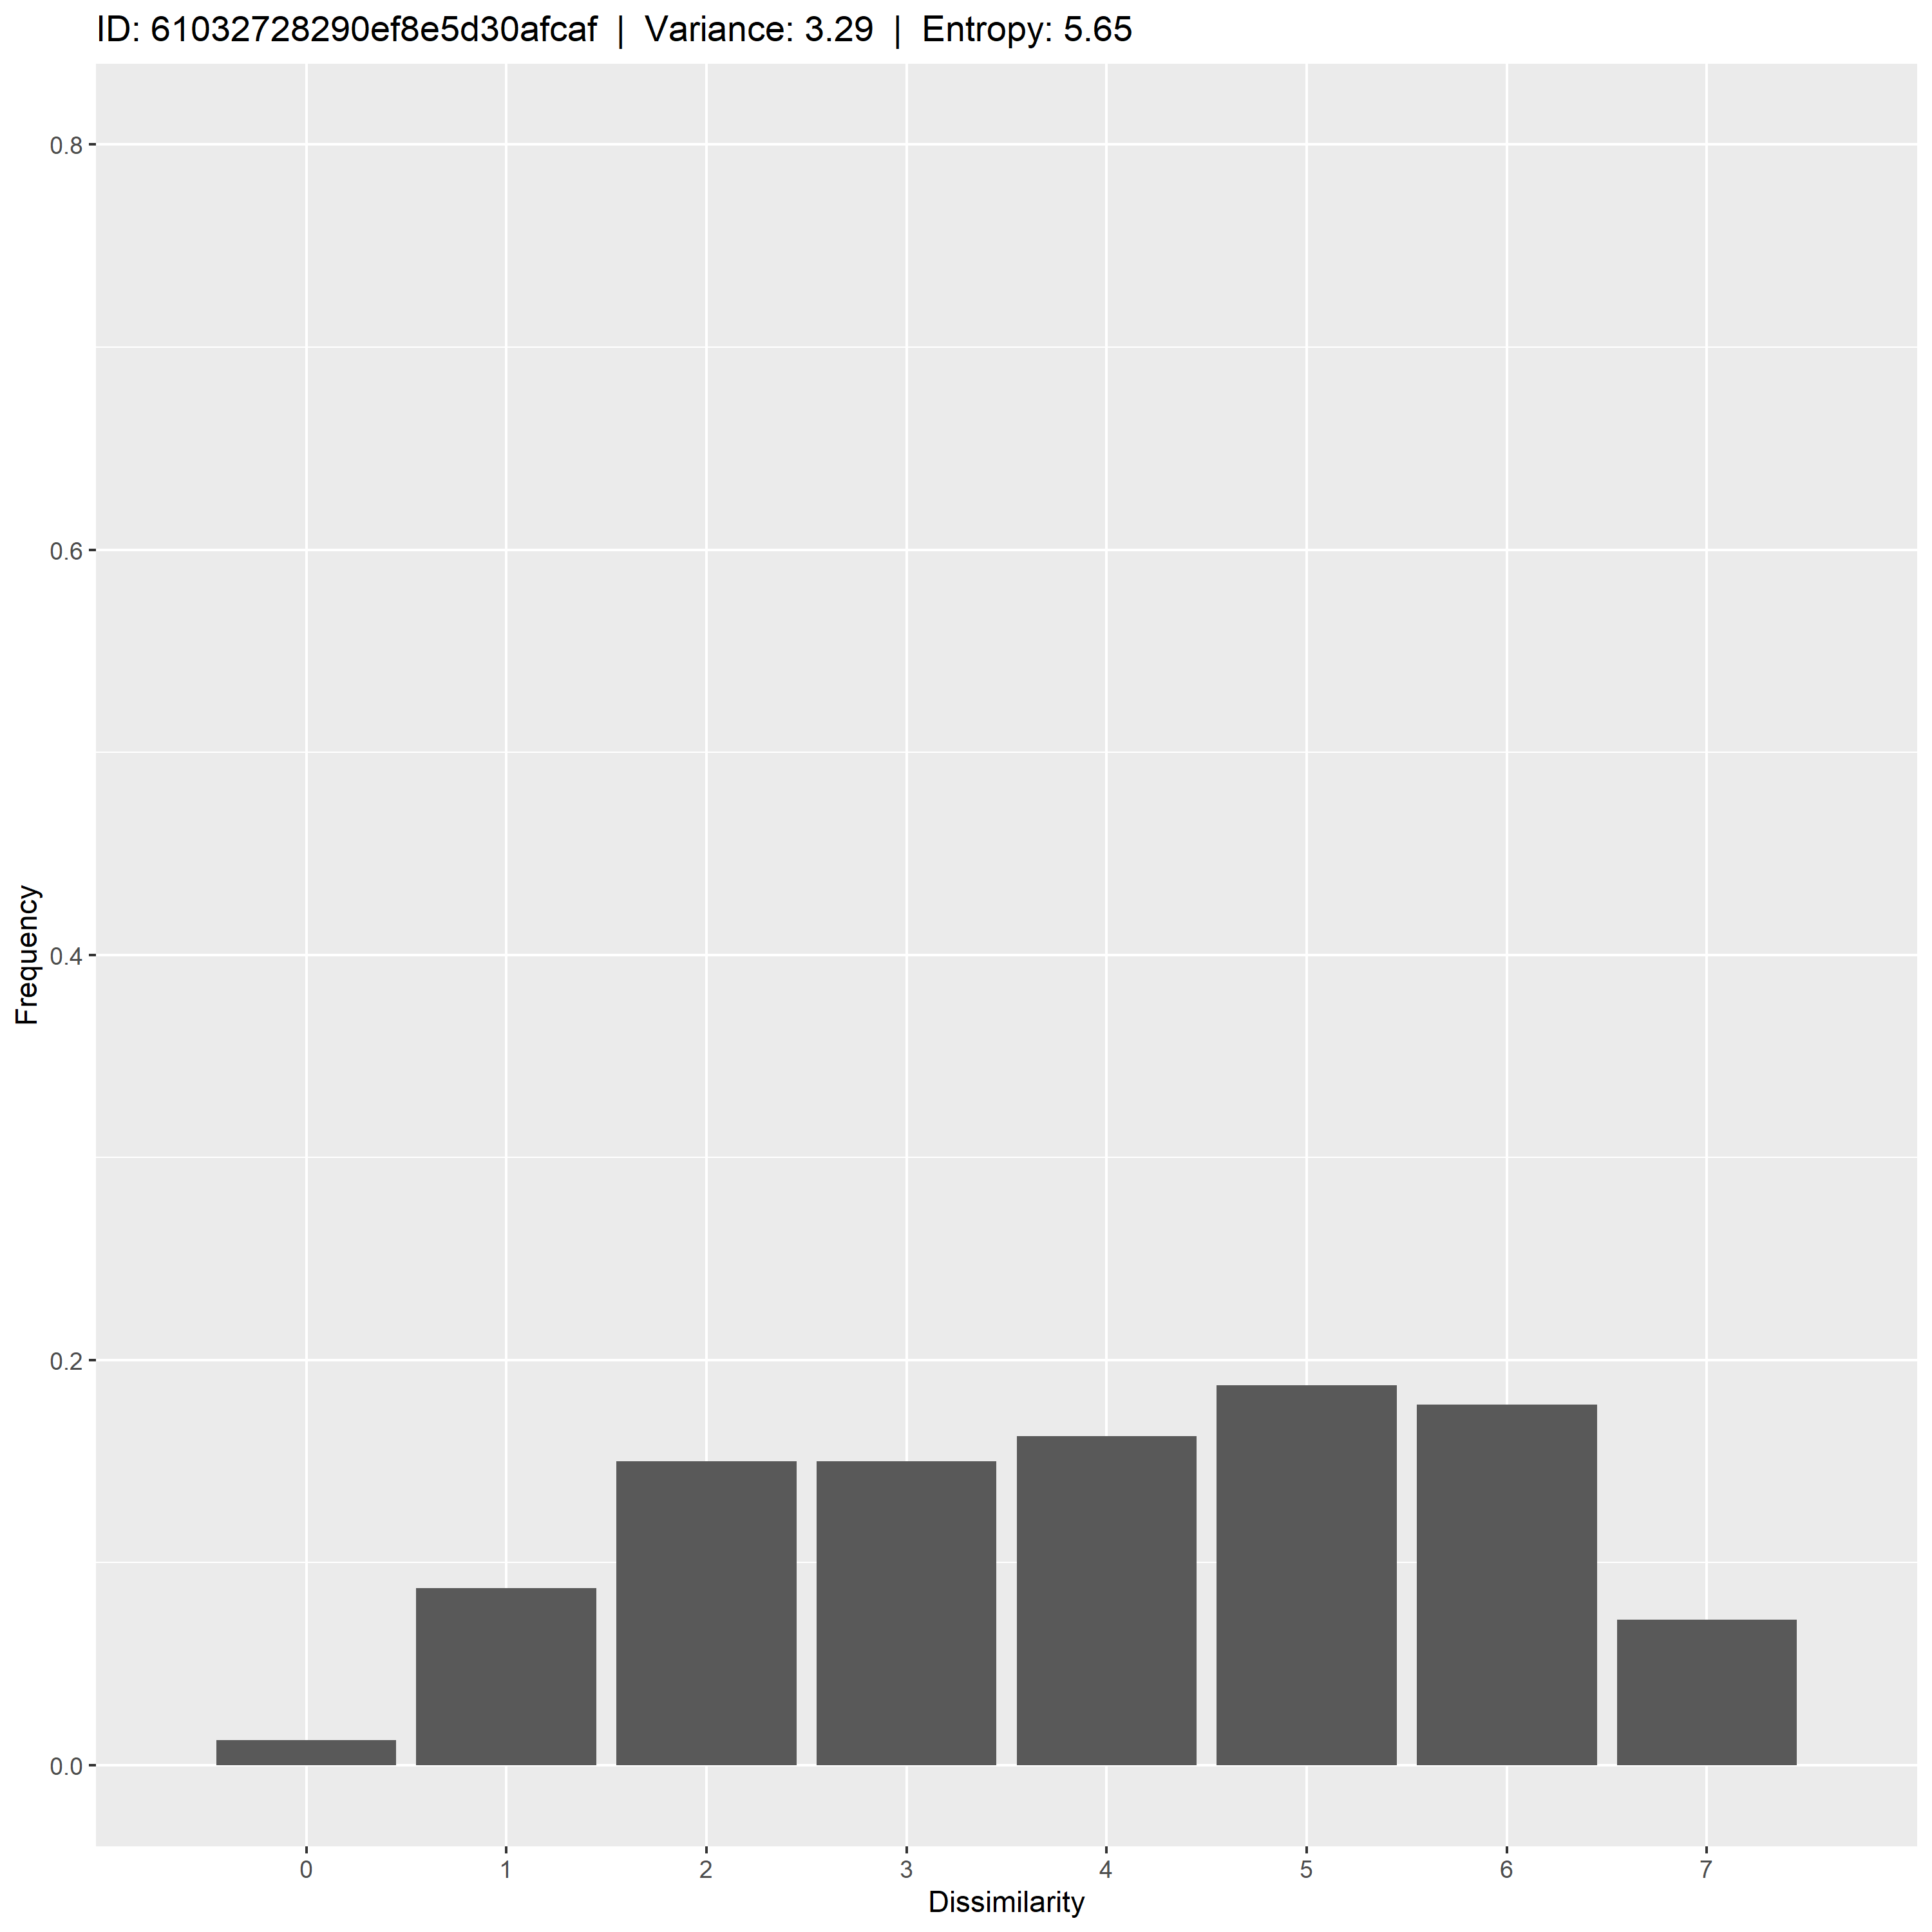 ID: 61032728290ef8e5d30afcaf | Variance: 3.29 | Entropy: 5.65
0.8
0.6
0.4
0.2
0.0
Frequency
0 1 2 3 4 5 6 7
Dissimilarity